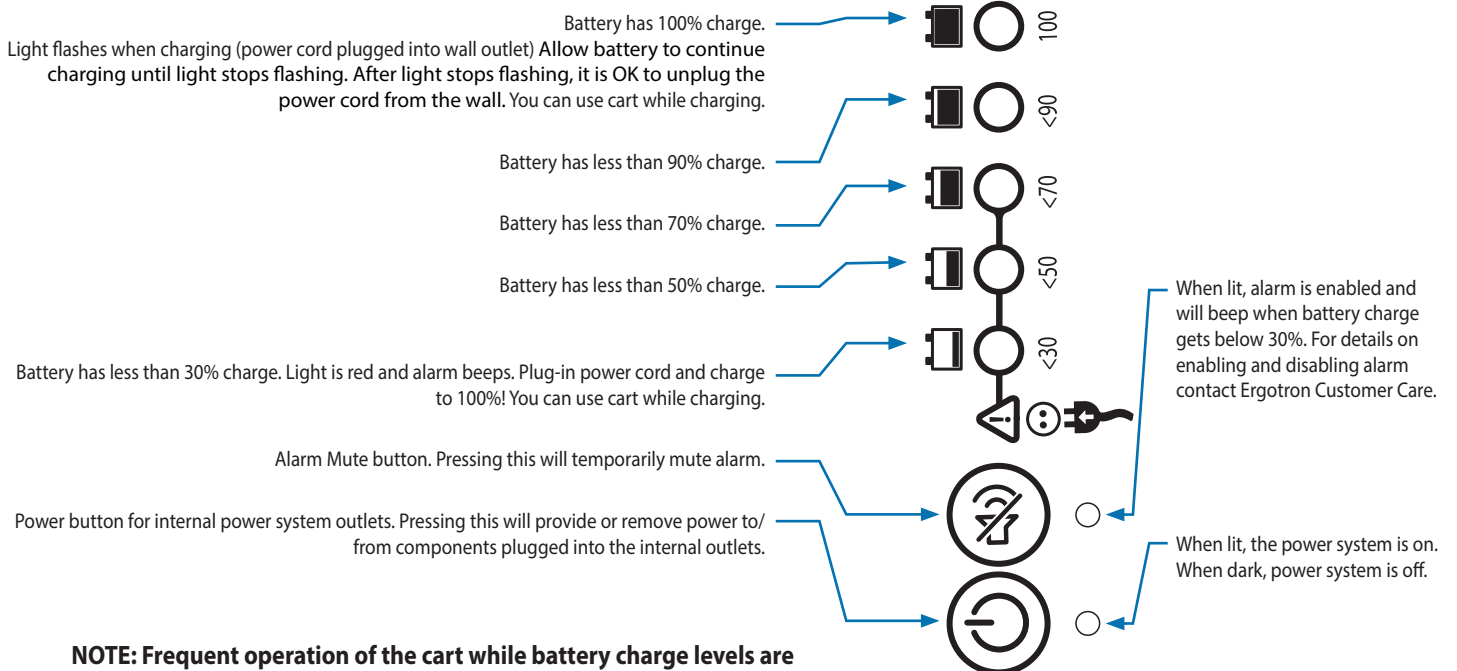 Battery has 100% charge.
Light flashes when charging (power cord plugged into wall outlet) Allow battery to continue
charging until light stops flashing. After light stops flashing, it is OK to unplug the
power cord from the wall. You can use cart while charging.
100
<90
Battery has less than 90% charge.
<70
Battery has less than 70% charge.
<50
Battery has less than 50% charge.
<30
Battery has less than 30% charge. Light is red and alarm beeps. Plug-in power cord and charge
to 100%! You can use cart while charging.
When lit, alarm is enabled and
will beep when battery charge
gets below 30%. For details on
enabling and disabling alarm
contact Ergotron Customer Care.
Alarm Mute button. Pressing this will temporarily mute alarm.
Power button for internal power system outlets. Pressing this will provide or remove power to/
from components plugged into the internal outlets.
When lit, the power system is on.
When dark, power system is off.
NOTE: Frequent operation of the cart while battery charge levels are